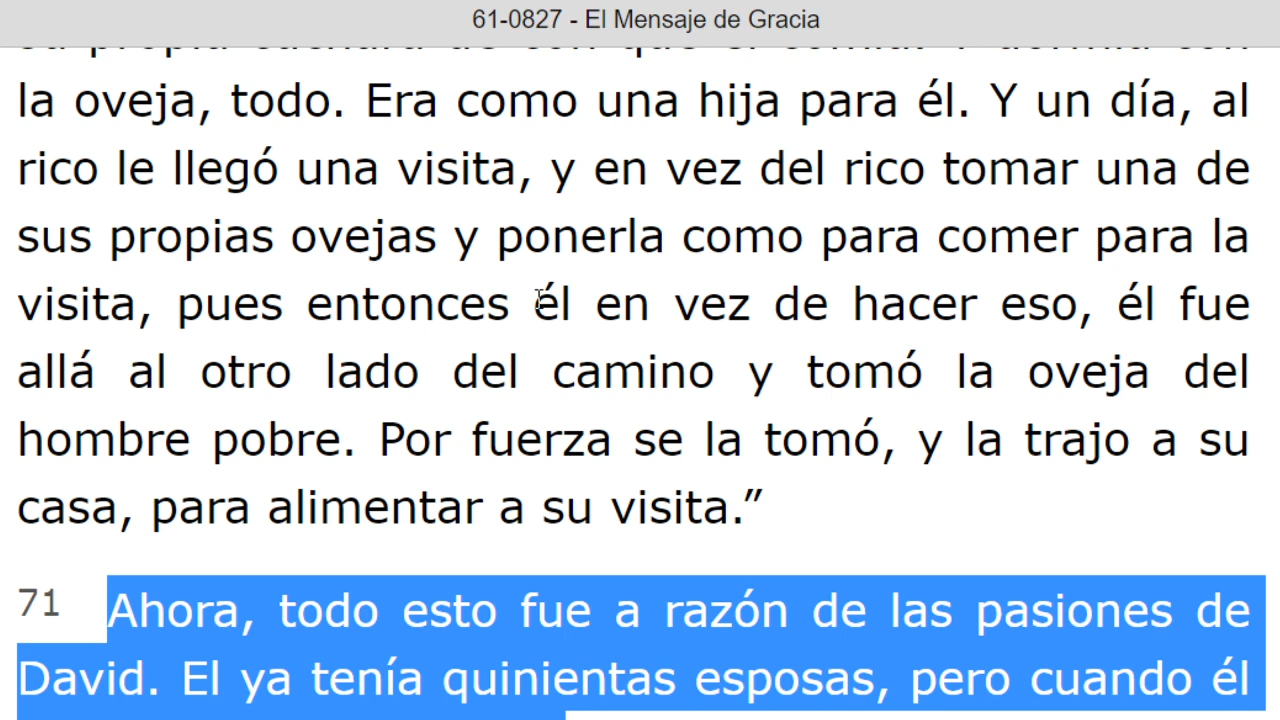 61-0827 - El Mensaje de Gracia
la oveja, todo. Era como una hija para él. Y un día, al
rico le llegó una visita, y en vez del rico tomar una de
sus propias ovejas y ponerla como para comer para la
visita, pues entonces él en vez de hacer eso, él fue
allá al otro lado del camino y tomó la oveja del
hombre pobre. Por fuerza se la tomó, y la trajo a su
casa, para alimentar a su visita.”
71 Ahora, todo esto fue a razón de las pasiones de
David. El ya tenía quinientas esposas, pero cuando él